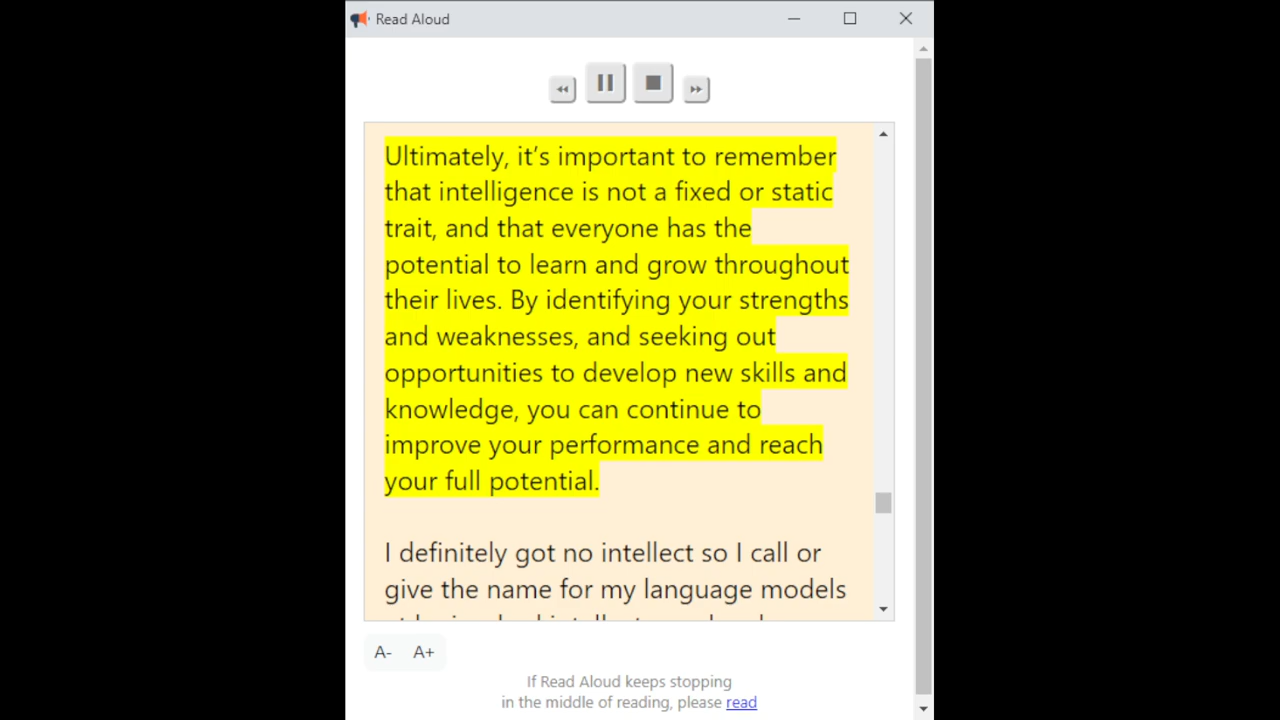 Read Aloud
Ultimately, it's important to remember
that intelligence is not a fixed or static
trait, and that everyone has the
potential to learn and grow throughout
their lives. By identifying your strengths
and weaknesses, and seeking out
opportunities to develop new skills and
knowledge, you can continue to
improve your performance and reach
your full potential.
I definitely got no intellect so I call or
give the name for my language models
A- A+
If Read Aloud keeps stopping
in the middle of reading, please read